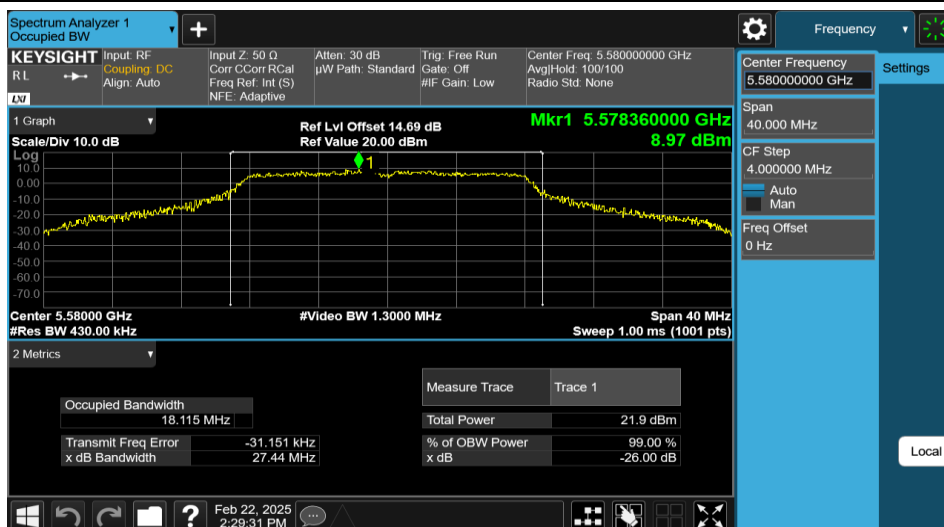 Spectrum Analyzer 1
Occupied BW
+
Frequency
KEYSIGHT
R L
LXI
Input: RF
Coupling: DC
Align: Auto
Input Z: 50 Ω
Corr CCorr RCal
Freq Ref: Int (S)
NFE: Adaptive
Atten: 30 dB
µW Path: Standard
Trig: Free Run
Gate: Off
#IF Gain: Low
Center Freq: 5.580000000 GHz
Avg|Hold: 100/100
Radio Std: None
Center Frequency
5.580000000 GHz
Settings
Span
40.000 MHz
CF Step
4.000000 MHz
Auto
Man
Freq Offset
0 Hz
Local
1 Graph
Scale/Div 10.0 dB
Ref Lvl Offset 14.69 dB
Ref Value 20.00 dBm
Mkr1 5.578360000 GHz
8.97 dBm
Log
10.0
0.00
-10.0
-20.0
-30.0
-40.0
-50.0
-60.0
-70.0
1
Center 5.58000 GHz
#Res BW 430.00 kHz
#Video BW 1.3000 MHz
Span 40 MHz
Sweep 1.00 ms (1001 pts)
2 Metrics
Measure Trace Trace 1
Occupied Bandwidth
18.115 MHz
Total Power 21.9 dBm
Transmit Freq Error -31.151 kHz
% of OBW Power 99.00 %
x dB Bandwidth 27.44 MHz
x dB -26.00 dB
?
Feb 22, 2025
2:29:31 PM